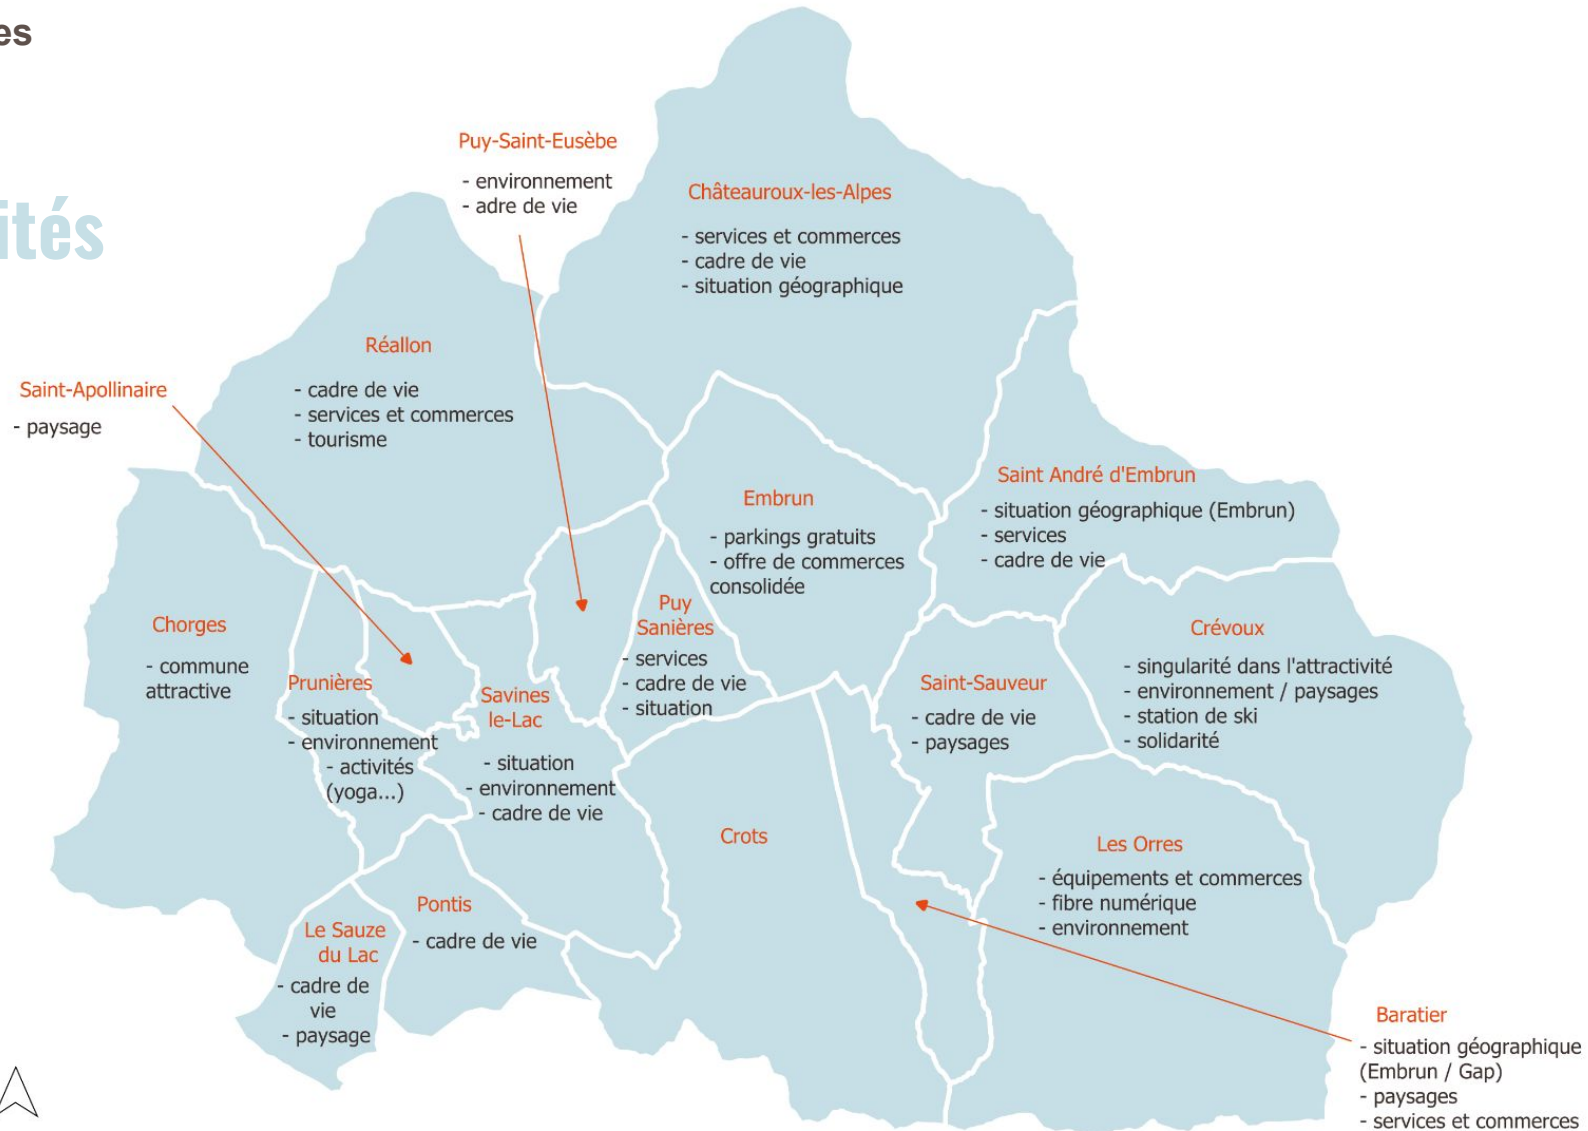 es
ités
Puy-Saint-Eusèbe
- environnement
- adre de vie
Châteauroux-les-Alpes
- services et commerces
- cadre de vie
- situation géographique
Réallon
- cadre de vie
- services et commerces
- tourisme
Saint-Apollinaire
- paysage
Embrun
- parkings gratuits
- offre de commerces
consolidée
Saint André d'Embrun
- situation géographique (Embrun)
- services
- cadre de vie
Chorges
- commune
attractive
Prunières
- situation
- environnement
- activités
(yoga...)
Savines
le-Lac
- situation
- environnement
- cadre de vie
Puy
Sanières
- services
- cadre de vie
- situation
Saint-Sauveur
- cadre de vie
- paysages
Crévoux
- singularité dans l'attractivité
- environnement / paysages
- station de ski
- solidarité
Crots
Les Orres
- équipements et commerces
- fibre numérique
- environnement
Pontis
- cadre de vie
Le Sauze
du Lac
- cadre de
vie
- paysage
Baratier
- situation géographique
(Embrun / Gap)
- paysages
- services et commerces